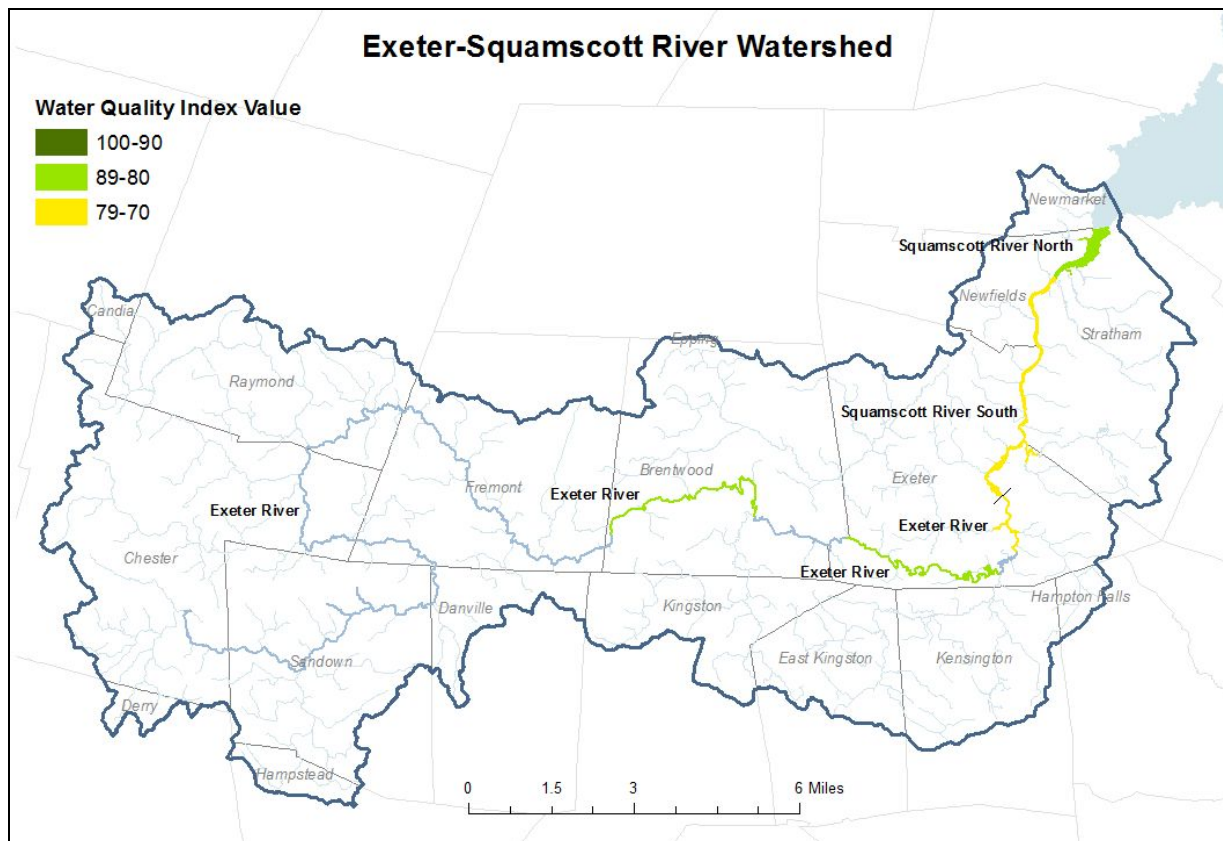 Exeter-Squamscott River Watershed
Water Quality Index Value
100-90
89-80
79-70
Newmarket
Squamscott River North
Newfields
Stratham
Candia
Epping
Raymond
Squamscott River South
Brentwood
Exeter
Fremont
Exeter River
Exeter River
Exeter River
Chester
Exeter River
Danville
Kingston
Hampton Falls
Sandown
East Kingston
Kensington
Derry
Hampstead
0 1.5 3 6 Miles